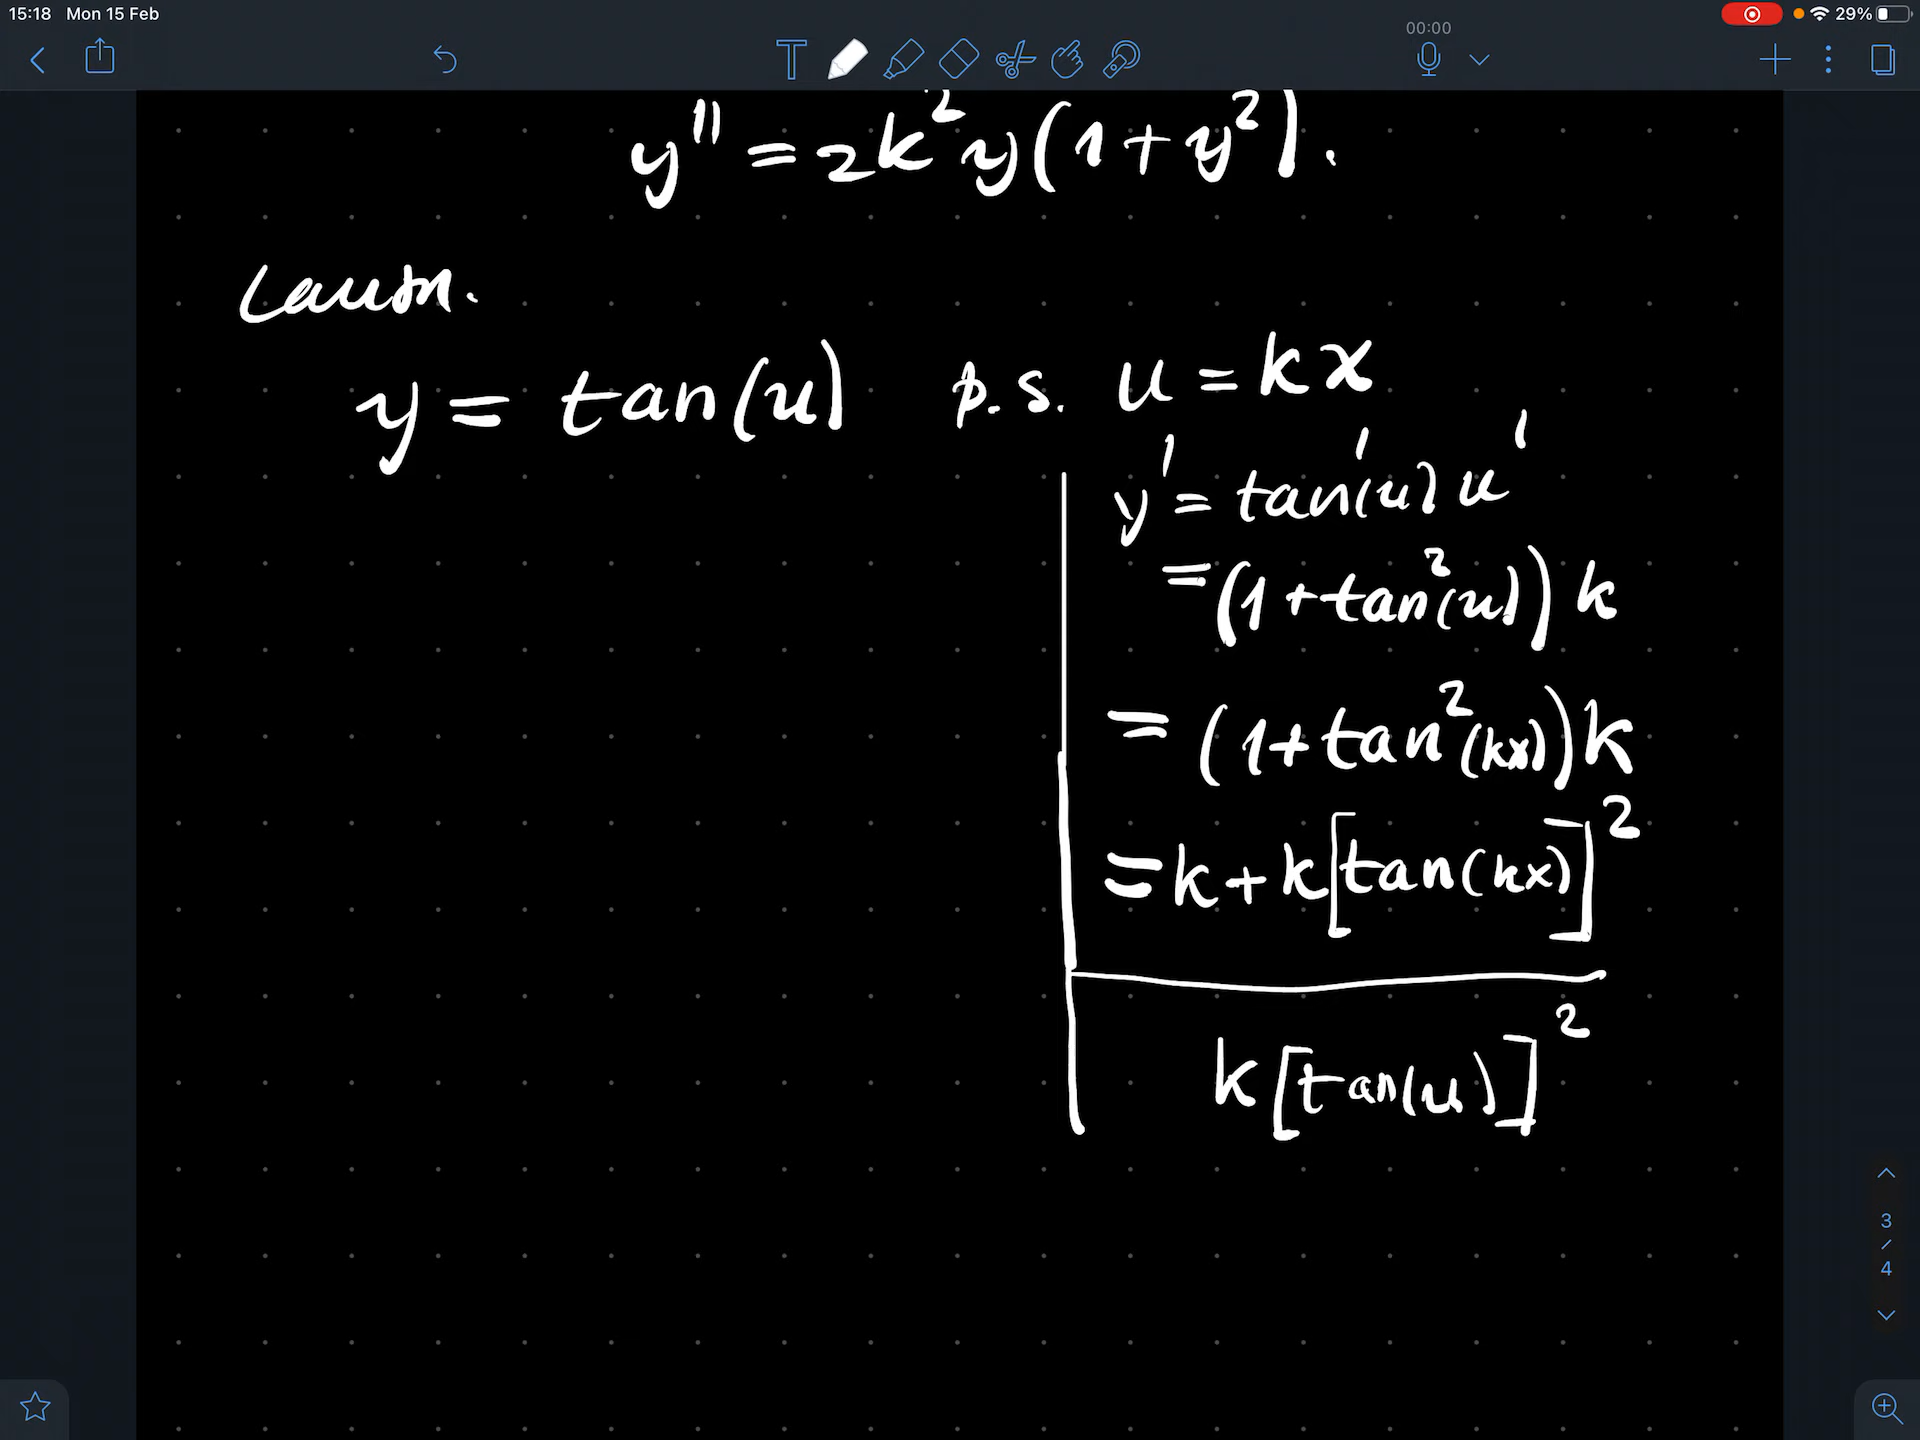 15:18 Mon 15 Feb
29%
00:00
y'' = 2k²y(1+y²).
Lausn.
y = tan(u) þ.s. u = kx
y' = tan'(u) u'
= (1+tan²(u)) k
= (1+tan²(kx)) k
= k + k[tan(kx)]²
k[tan(u)]²
3
/
4